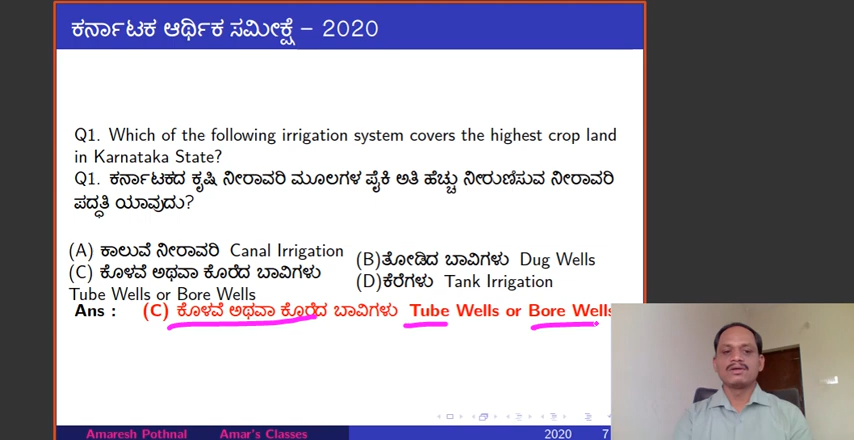 ಕರ್ನಾಟಕ ಆರ್ಥಿಕ ಸಮೀಕ್ಷೆ – 2020
Q1. Which of the following irrigation system covers the highest crop land
in Karnataka State?
Q1. ಕರ್ನಾಟಕದ ಕೃಷಿ ನೀರಾವರಿ ಮೂಲಗಳ ಪೈಕಿ ಅತಿ ಹೆಚ್ಚು ನೀರುಣಿಸುವ ನೀರಾವರಿ
ಪದ್ಧತಿ ಯಾವುದು?
(A) ಕಾಲುವೆ ನೀರಾವರಿ Canal Irrigation
(B)ತೋಡಿದ ಬಾವಿಗಳು Dug Wells
(C) ಕೊಳವೆ ಅಥವಾ ಕೊರೆದ ಬಾವಿಗಳು
Tube Wells or Bore Wells
(D)ಕೆರೆಗಳು Tank Irrigation
Ans : (C) ಕೊಳವೆ ಅಥವಾ ಕೊರೆದ ಬಾವಿಗಳು Tube Wells or Bore Wells
Amaresh Pothnal Amar's Classes 2020 7